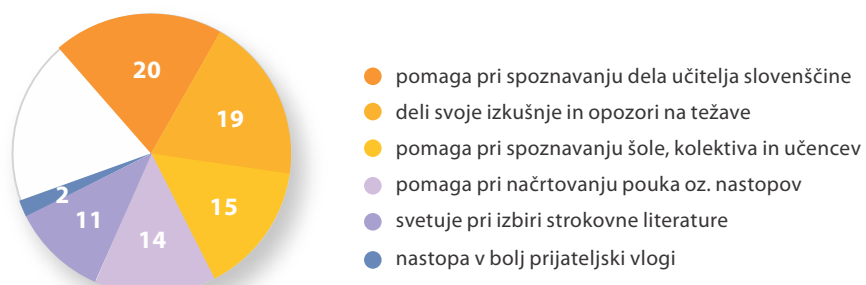 20
19
15
14
11
2
pomaga pri spoznavanju dela učitelja slovenščine
deli svoje izkušnje in opozori na težave
pomaga pri spoznavanju šole, kolektiva in učencev
pomaga pri načrtovanju pouka oz. nastopov
svetuje pri izbiri strokovne literature
nastopa v bolj prijateljski vlogi